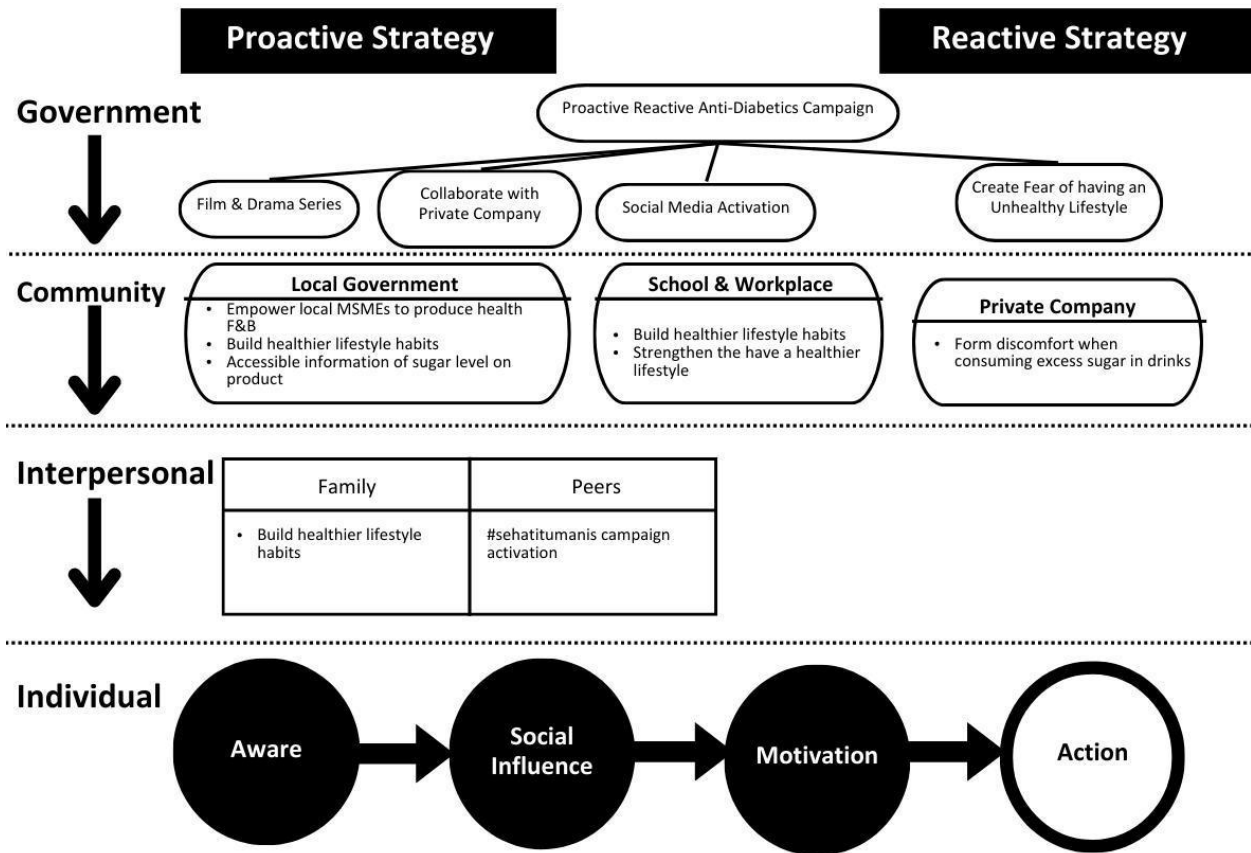 Proactive Strategy
Reactive Strategy
Government
Proactive Reactive Anti-Diabetics Campaign
Film & Drama Series
Collaborate with
Private Company
Social Media Activation
Create Fear of having an
Unhealthy Lifestyle
Community
Local Government
• Empower local MSMEs to produce health
F&B
• Build healthier lifestyle habits
• Accessible information of sugar level on
product
School & Workplace
• Build healthier lifestyle habits
• Strengthen the have a healthier
lifestyle
Private Company
• Form discomfort when
consuming excess sugar in drinks
Interpersonal
Family
• Build healthier lifestyle
habits
Peers
#sehatitumanis campaign
activation
Individual
Aware
Social
Influence
Motivation
Action